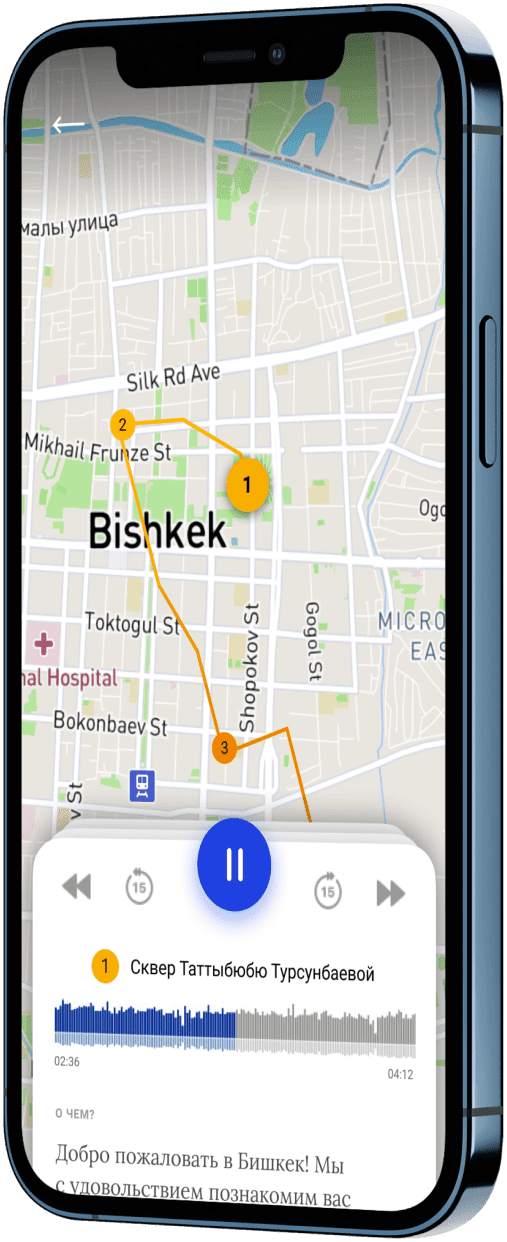 малы улица
Silk Rd Ave
2
Mikhail Frunze St
1
Bishkek
Toktogul St
Shopokov St
Gogol St
MICRO
EAS
nal Hospital
Bokonbaev St
3
v St
15
15
1 Сквер Таттыбюбю Турсунбаевой
02:36
04:12
О ЧЕМ?
Добро пожаловать в Бишкек! Мы
с удовольствием познакомим вас